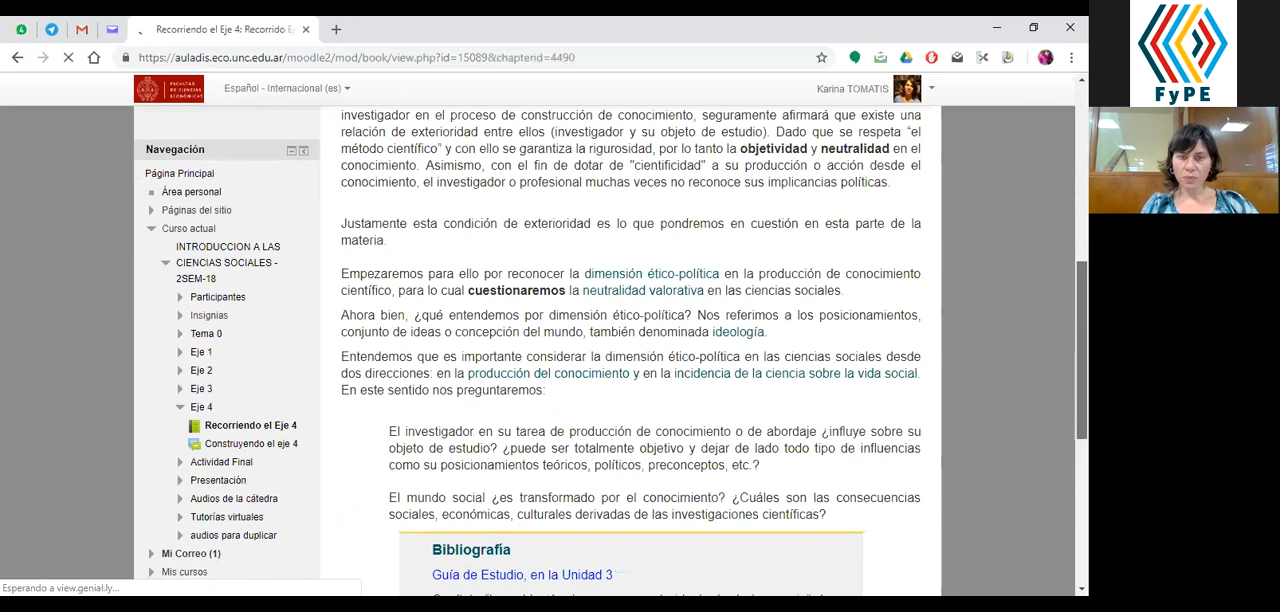 Recorriendo el Eje 4: Recorrido E
https://auladis.eco.unc.edu.ar/moodle2/mod/book/view.php?id=15089&chapterid=4490
FyPE
FACULTAD
DE CIENCIAS
ECONÓMICAS
Español - Internacional (es)
Karina TOMATIS
Navegación
Página Principal
Área personal
Páginas del sitio
Curso actual
INTRODUCCION A LAS
CIENCIAS SOCIALES -
2SEM-18
Participantes
Insignias
Tema 0
Eje 1
Eje 2
Eje 3
Eje 4
Recorriendo el Eje 4
Construyendo el eje 4
Actividad Final
Presentación
Audios de la cátedra
Tutorías virtuales
audios para duplicar
Mi Correo (1)
Mis cursos
investigador en el proceso de construcción de conocimiento, seguramente afirmará que existe una
relación de exterioridad entre ellos (investigador y su objeto de estudio). Dado que se respeta "el
método científico" y con ello se garantiza la rigurosidad, por lo tanto la objetividad y neutralidad en el
conocimiento. Asimismo, con el fin de dotar de "cientificidad" a su producción o acción desde el
conocimiento, el investigador o profesional muchas veces no reconoce sus implicancias políticas.
Justamente esta condición de exterioridad es lo que pondremos en cuestión en esta parte de la
materia.
Empezaremos para ello por reconocer la dimensión ético-política en la producción de conocimiento
científico, para lo cual cuestionaremos la neutralidad valorativa en las ciencias sociales.
Ahora bien, ¿qué entendemos por dimensión ético-política? Nos referimos a los posicionamientos,
conjunto de ideas o concepción del mundo, también denominada ideología.
Entendemos que es importante considerar la dimensión ético-política en las ciencias sociales desde
dos direcciones: en la producción del conocimiento y en la incidencia de la ciencia sobre la vida social.
En este sentido nos preguntaremos:
El investigador en su tarea de producción de conocimiento o de abordaje ¿influye sobre su
objeto de estudio? ¿puede ser totalmente objetivo y dejar de lado todo tipo de influencias
como su posicionamientos teóricos, políticos, preconceptos, etc.?
El mundo social ¿es transformado por el conocimiento? ¿Cuáles son las consecuencias
sociales, económicas, culturales derivadas de las investigaciones científicas?
Bibliografía
Guía de Estudio, en la Unidad 3
Esperando a view.genial.ly...